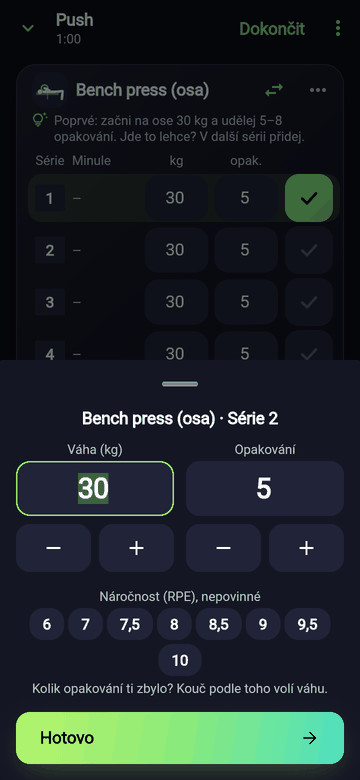 Push
1:00
Dokončit
Bench press (osa)
Poprvé: začni na ose 30 kg a udělej 5–8
opakování. Jde to lehce? V další sérii přidej.
Série Minule kg opak.
1 – 30 5
2 – 30 5
3 – 30 5
4 – 30 5
Bench press (osa) · Série 2
Váha (kg) Opakování
30 5
− + − +
Náročnost (RPE), nepovinné
6 7 7,5 8 8,5 9 9,5
10
Kolik opakování ti zbylo? Kouč podle toho volí váhu.
Hotovo